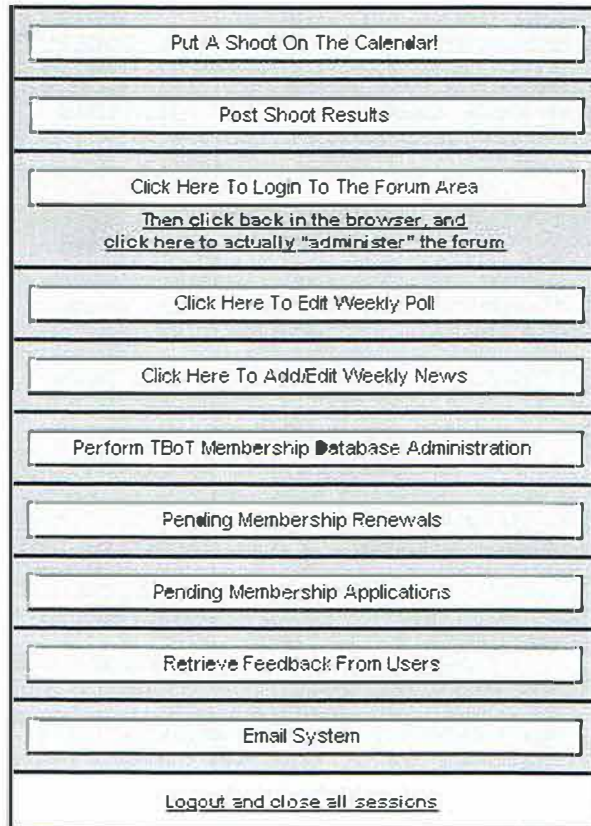 Put A Shoot On The Calendar!
Post Shoot Results
Click Here To Login To The Forum Area
Then click back in the browser, and
click here to actually "administer" the forum
Click Here To Edit Weekly Poll
Click Here To Add/Edit Weekly News
Perform TBoT Membership Database Administration
Pending Membership Renewals
Pending Membership Applications
Retrieve Feedback From Users
Email System
Logout and close all sessions